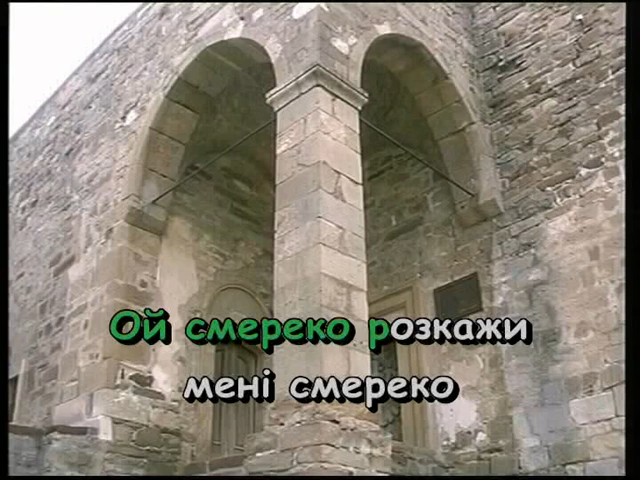 Ой смереко розкажи
мені смереко